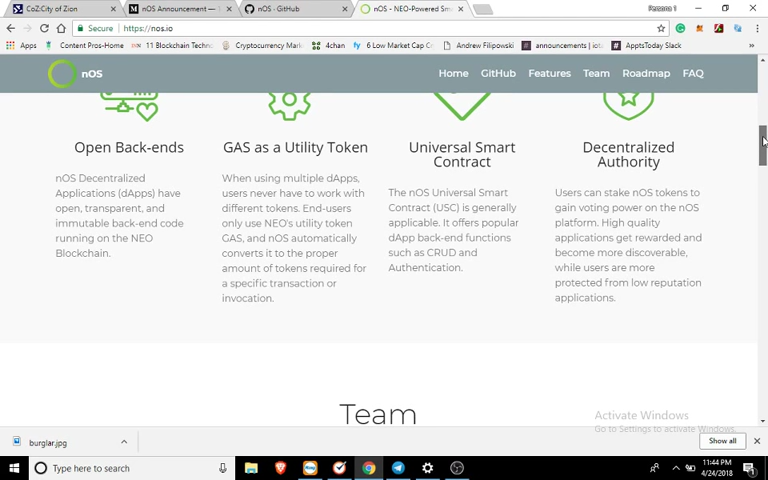 CoZ:City of Zion
nOS Announcement —
nOS · GitHub
nOS - NEO-Powered Sm
Secure
https://nos.io
Apps
Content Pros-Home
11 Blockchain Techno
Cryptocurrency Mark
4chan
6 Low Market Cap C
Andrew Filipowski
announcements | iot
ApptsToday Slack
nOS
Home
GitHub
Features
Team
Roadmap
FAQ
Open Back-ends
nOS Decentralized
Applications (dApps) have
open, transparent, and
immutable back-end code
running on the NEO
Blockchain.
GAS as a Utility Token
When using multiple dApps,
users never have to work with
different tokens. End-users
only use NEO's utility token
GAS, and nOS automatically
converts it to the proper
amount of tokens required for
a specific transaction or
invocation.
Universal Smart
Contract
The nOS Universal Smart
Contract (USC) is generally
applicable. It offers popular
dApp back-end functions
such as CRUD and
Authentication.
Decentralized
Authority
Users can stake nOS tokens to
gain voting power on the nOS
platform. High quality
applications get rewarded and
become more discoverable,
while users are more
protected from low reputation
applications.
Team
Activate Windows
Go to Settings to activate Windows.
burglar.jpg
Show all
Type here to search
11:44 PM
4/24/2018